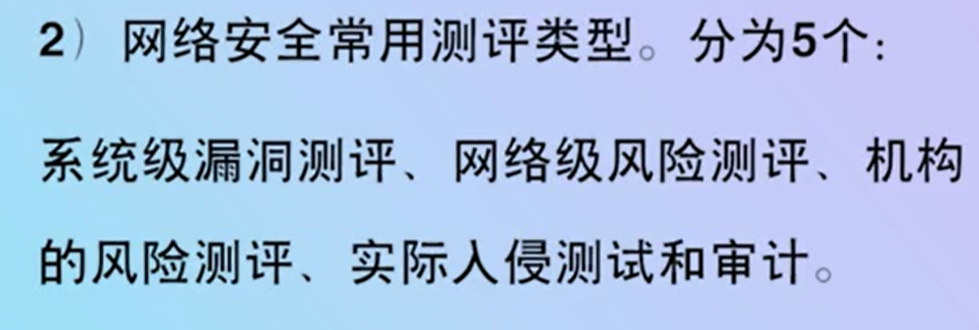 2）网络安全常用测评类型。分为5个：
系统级漏洞测评、网络级风险测评、机构
的风险测评、实际入侵测试和审计。